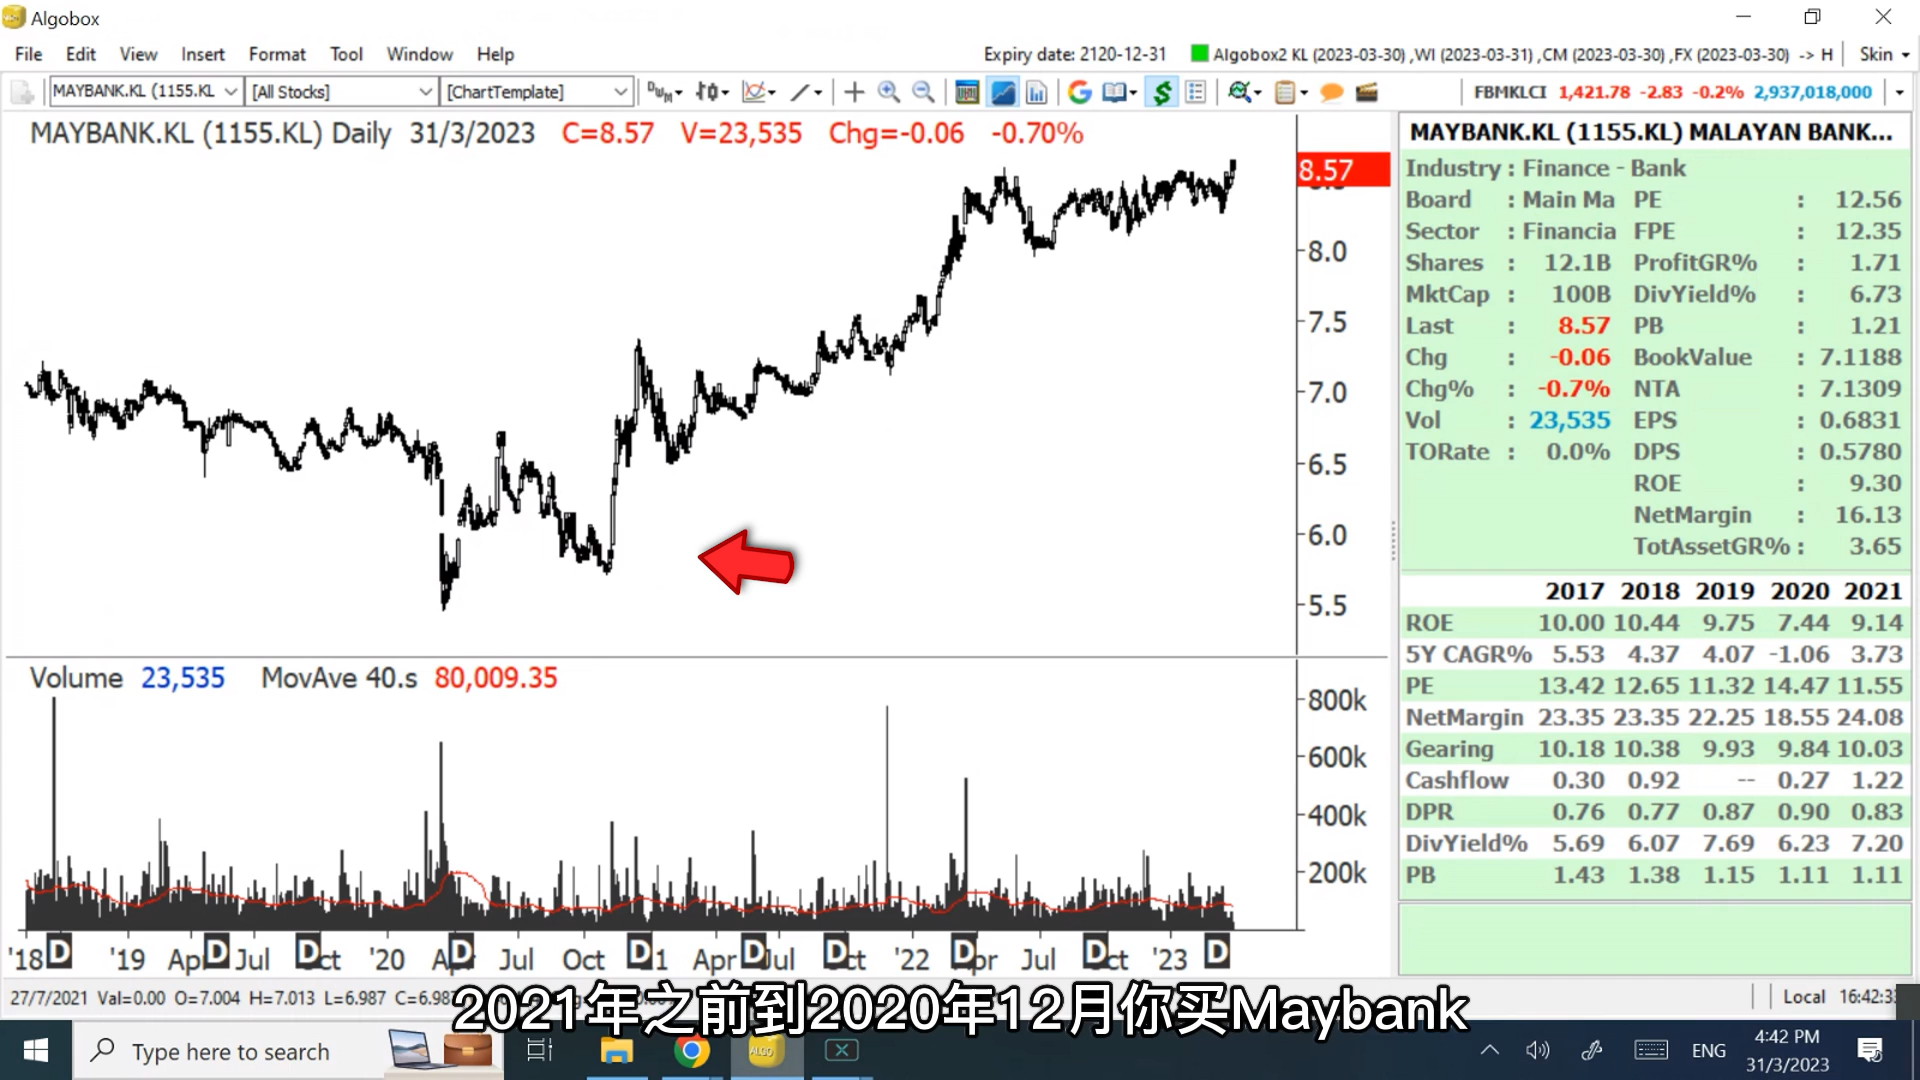 Algobox
File Edit View Insert Format Tool Window Help
Expiry date: 2120-12-31 Algobox2 KL (2023-03-30) ,WI (2023-03-31) ,CM (2023-03-30) ,FX (2023-03-30) -> H Skin
MAYBANK.KL (1155.KL [All Stocks] [ChartTemplate] FBMKLCI 1,421.78 -2.83 -0.2% 2,937,018,000
MAYBANK.KL (1155.KL) Daily 31/3/2023 C=8.57 V=23,535 Chg=-0.06 -0.70%
8.57
8.0
7.5
7.0
6.5
6.0
5.5
Volume 23,535 MovAve 40.s 80,009.35
800k
600k
400k
200k
'18 D '19 Ap D Jul D ct '20 A D Jul Oct D 1 Apr D Jul D ct '22 D pr Jul D ct '23 D
MAYBANK.KL (1155.KL) MALAYAN BANK...
Industry : Finance - Bank
Board : Main Ma PE : 12.56
Sector : Financia FPE : 12.35
Shares : 12.1B ProfitGR% : 1.71
MktCap : 100B DivYield% : 6.73
Last : 8.57 PB : 1.21
Chg : -0.06 BookValue : 7.1188
Chg% : -0.7% NTA : 7.1309
Vol : 23,535 EPS : 0.6831
TORate : 0.0% DPS : 0.5780
ROE : 9.30
NetMargin : 16.13
TotAssetGR% : 3.65
2017 2018 2019 2020 2021
ROE 10.00 10.44 9.75 7.44 9.14
5Y CAGR% 5.53 4.37 4.07 -1.06 3.73
PE 13.42 12.65 11.32 14.47 11.55
NetMargin 23.35 23.35 22.25 18.55 24.08
Gearing 10.18 10.38 9.93 9.84 10.03
Cashflow 0.30 0.92 -- 0.27 1.22
DPR 0.76 0.77 0.87 0.90 0.83
DivYield% 5.69 6.07 7.69 6.23 7.20
PB 1.43 1.38 1.15 1.11 1.11
27/7/2021 Val=0.00 O=7.004 H=7.013 L=6.987 C=6.98 Local 16:42:3
2021年之前到2020年12月你买Maybank
Type here to search ALGO ENG 4:42 PM
31/3/2023